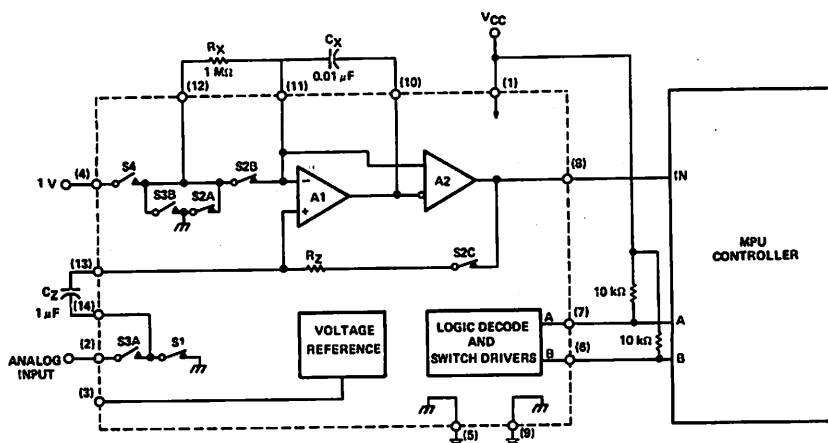 VCC
RX
1 MΩ
CX
0.01 µF
(12)
(11)
(10)
(1)
1 V
(4)
S4
S3B
S2A
S2B
−
A1
+
A2
(8)
IN
MPU
CONTROLLER
(13)
RZ
S2C
CZ
1 µF
(14)
ANALOG
INPUT
(2)
S3A
S1
(3)
VOLTAGE
REFERENCE
LOGIC DECODE
AND
SWITCH DRIVERS
A
B
(7)
(6)
10 kΩ
10 kΩ
A
B
(5)
(9)